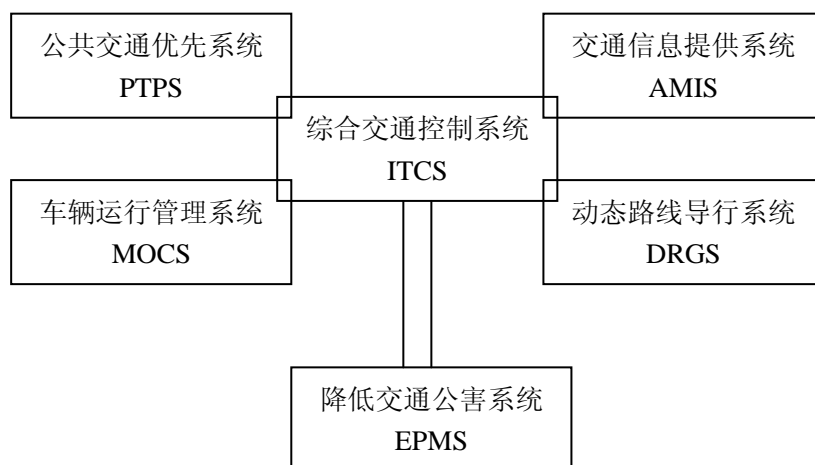 公共交通优先系统
PTPS
交通信息提供系统
AMIS
综合交通控制系统
ITCS
车辆运行管理系统
MOCS
动态路线导行系统
DRGS
降低交通公害系统
EPMS